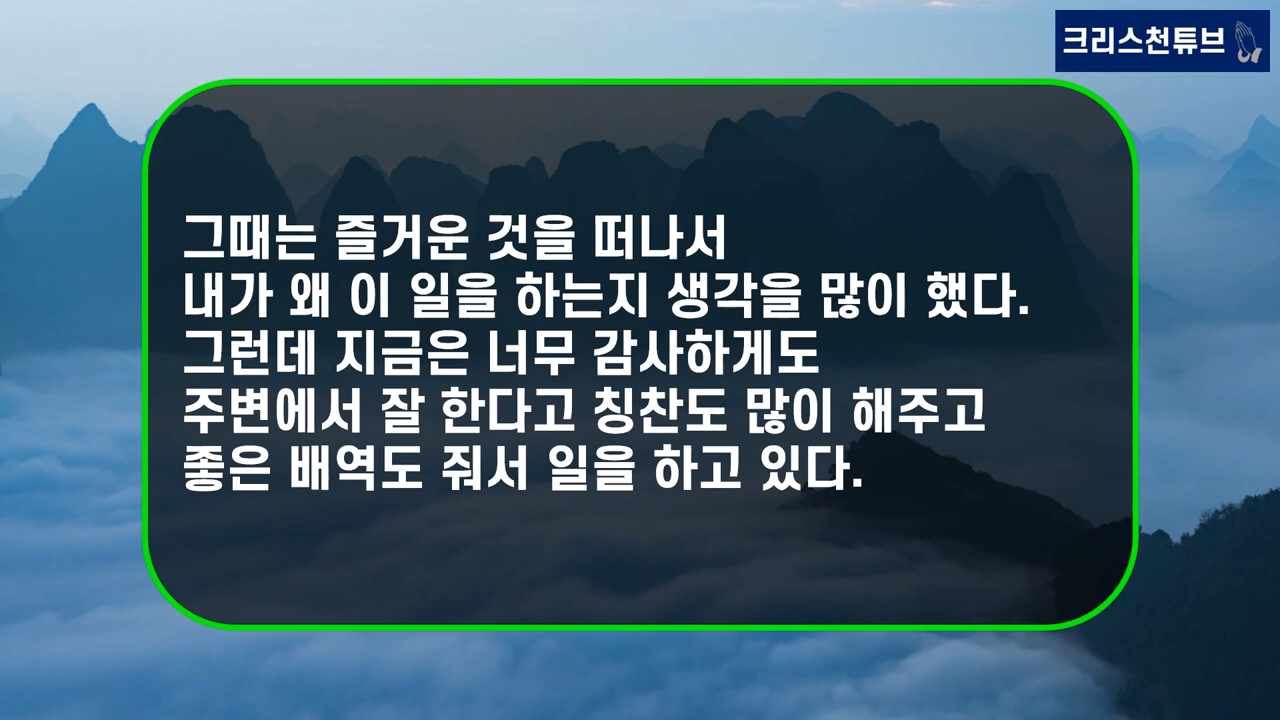 크리스천튜브
그때는 즐거운 것을 떠나서
내가 왜 이 일을 하는지 생각을 많이 했다.
그런데 지금은 너무 감사하게도
주변에서 잘 한다고 칭찬도 많이 해주고
좋은 배역도 줘서 일을 하고 있다.